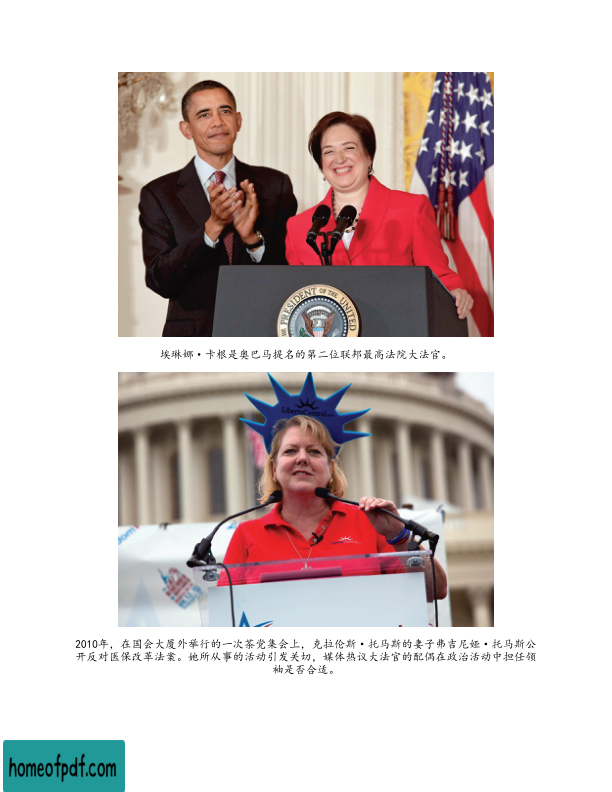 PRESIDENT OF THE UNITED
埃琳娜·卡根是奥巴马提名的第二位联邦最高法院大法官。
LibertyCentral.org
2010年，在国会大厦外举行的一次茶党集会上，克拉伦斯·托马斯的妻子弗吉尼娅·托马斯公
开反对医保改革法案。她所从事的活动引发关切，媒体热议大法官的配偶在政治活动中担任领
袖是否合适。
homeofpdf.com